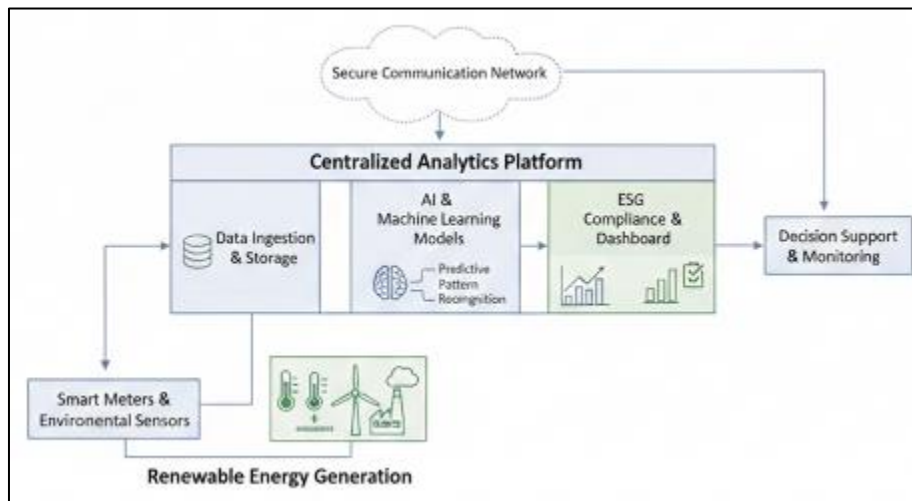 Secure Communication Network
Centralized Analytics Platform
Data Ingestion
& Storage
AI &
Machine Learning
Models
Predictive
Pattern
Reomgnition
ESG
Compliance &
Dashboard
Decision Support
& Monitoring
Smart Meters &
Environental Sensors
Renewable Energy Generation